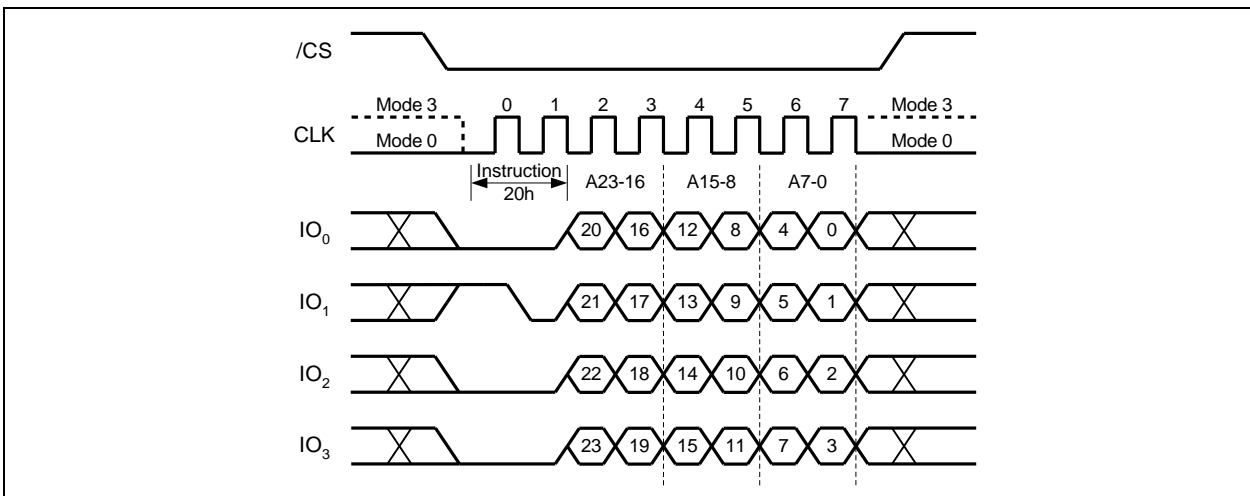 /CS
Mode 3 0 1 2 3 4 5 6 7 Mode 3
CLK
Mode 0 Mode 0
Instruction A23-16 A15-8 A7-0
20h
IO0 20 16 12 8 4 0
IO1 21 17 13 9 5 1
IO2 22 18 14 10 6 2
IO3 23 19 15 11 7 3